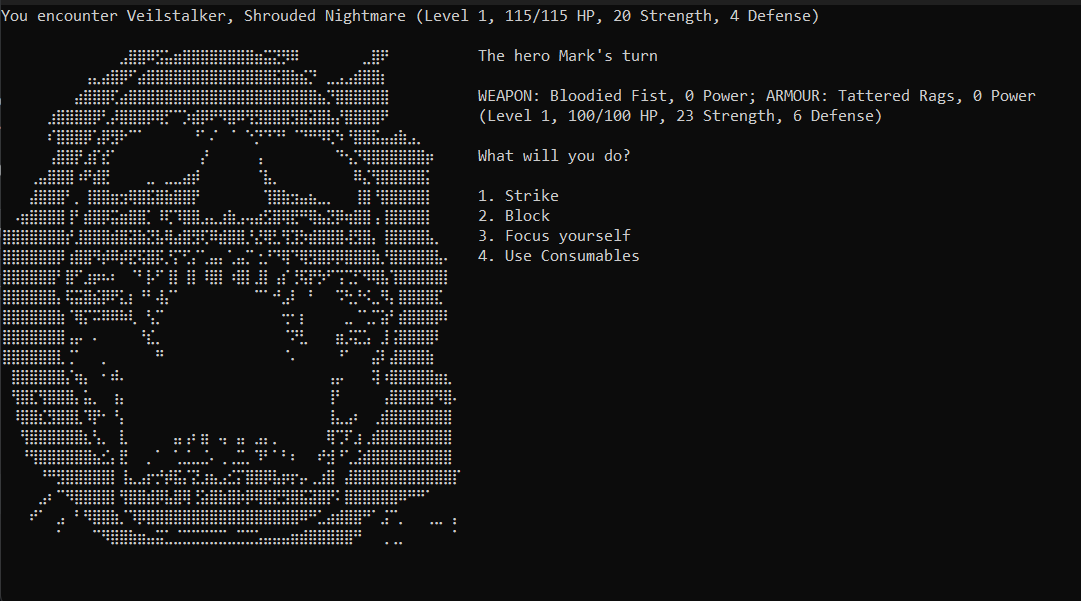 You encounter Veilstalker, Shrouded Nightmare (Level 1, 115/115 HP, 20 Strength, 4 Defense)
The hero Mark's turn
WEAPON: Bloodied Fist, 0 Power; ARMOUR: Tattered Rags, 0 Power
(Level 1, 100/100 HP, 23 Strength, 6 Defense)
What will you do?
1. Strike
2. Block
3. Focus yourself
4. Use Consumables